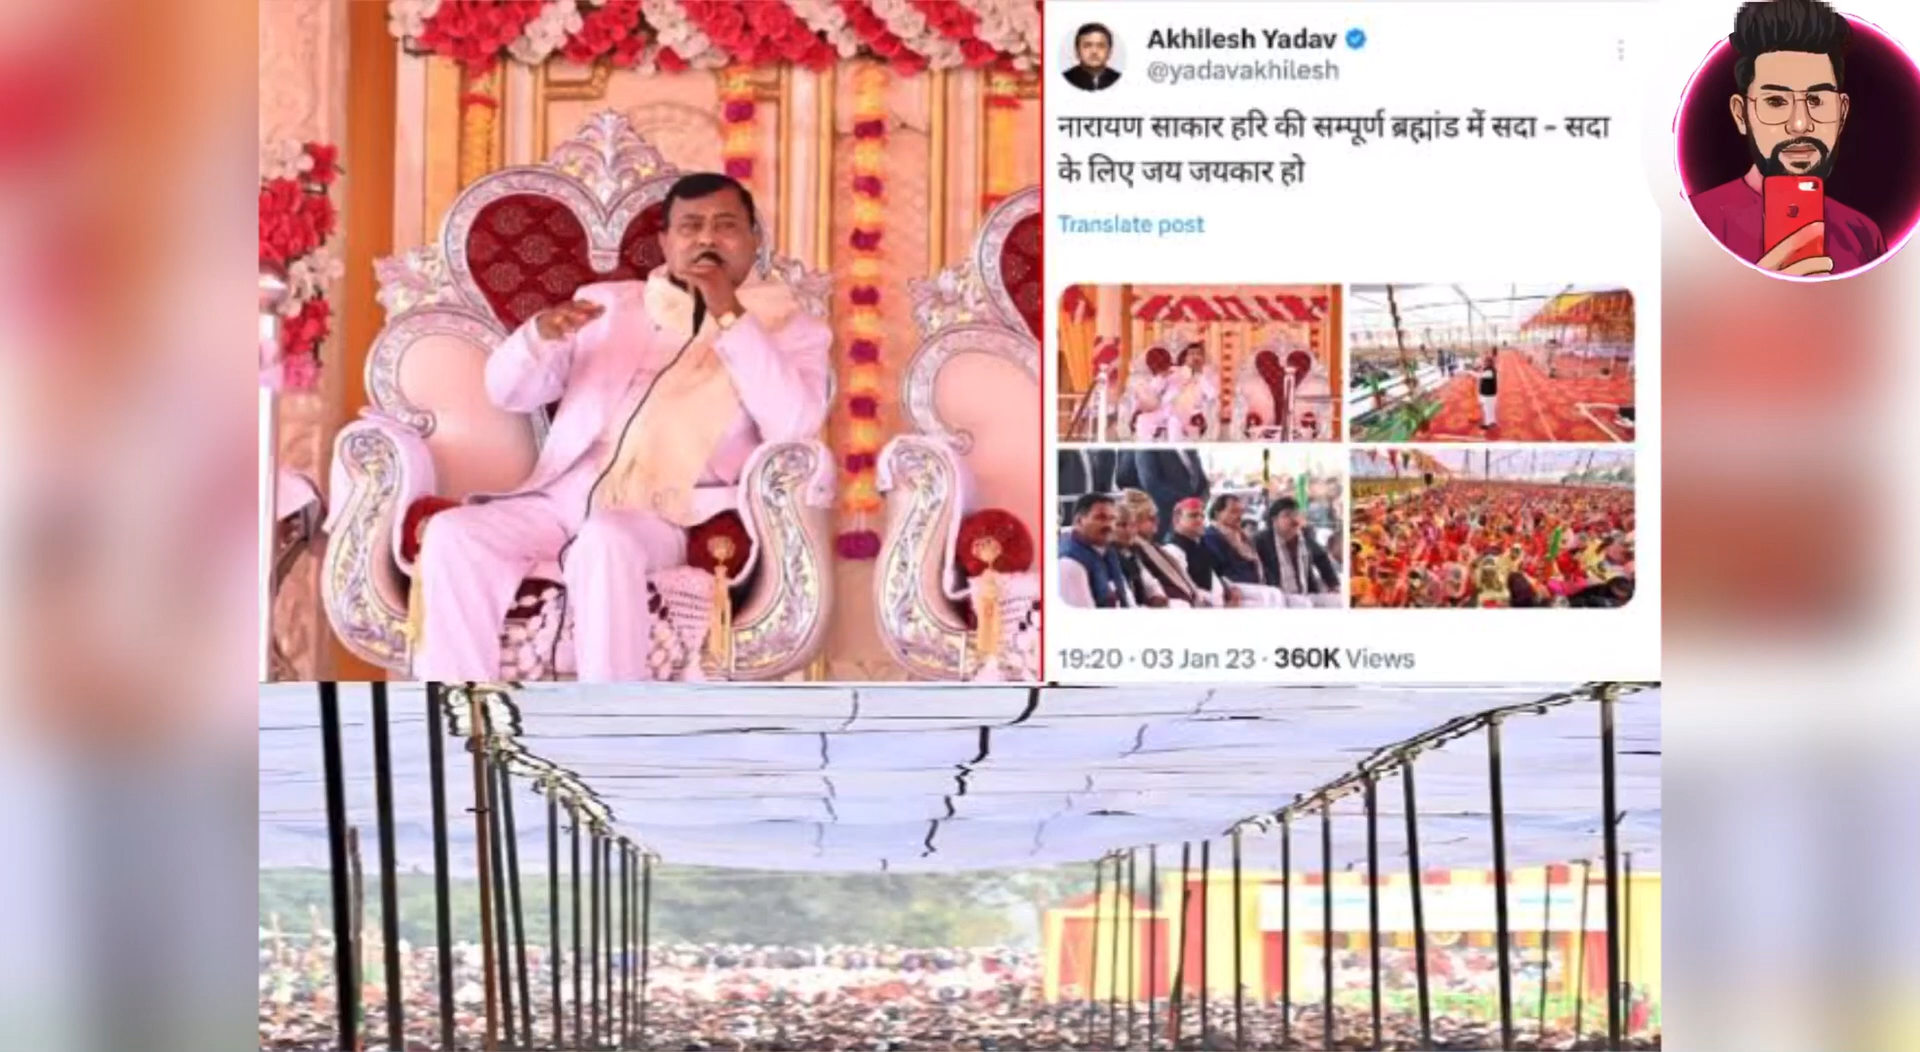 Akhilesh Yadav
@yadavakhilesh
नारायण साकार हरि की सम्पूर्ण ब्रह्मांड में सदा - सदा
के लिए जय जयकार हो
Translate post
19:20 · 03 Jan 23 · 360K Views